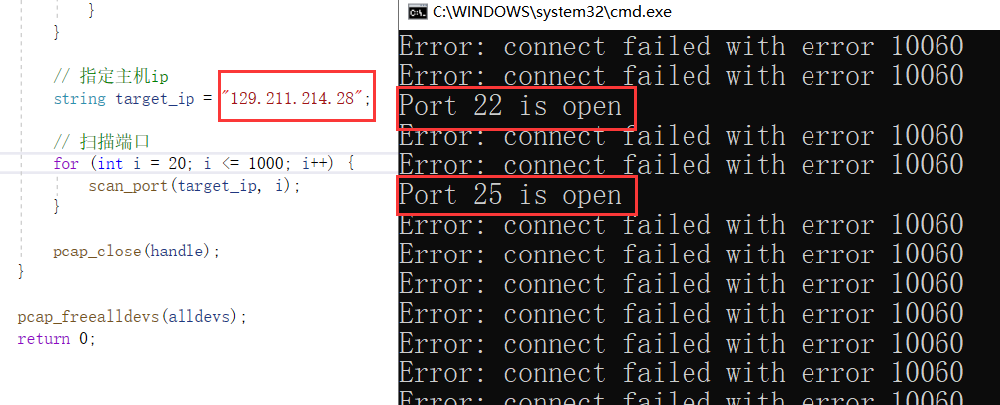 }
}
// 指定主机ip
string target_ip = "129.211.214.28";
// 扫描端口
for (int i = 20; i <= 1000; i++) {
scan_port(target_ip, i);
}
pcap_close(handle);
}
pcap_freealldevs(alldevs);
return 0;
C:\WINDOWS\system32\cmd.exe
Error: connect failed with error 10060
Error: connect failed with error 10060
Port 22 is open
Error: connect failed with error 10060
Error: connect failed with error 10060
Port 25 is open
Error: connect failed with error 10060
Error: connect failed with error 10060
Error: connect failed with error 10060
Error: connect failed with error 10060
Error: connect failed with error 10060
Error: connect failed with error 10060
Error: connect failed with error 10060